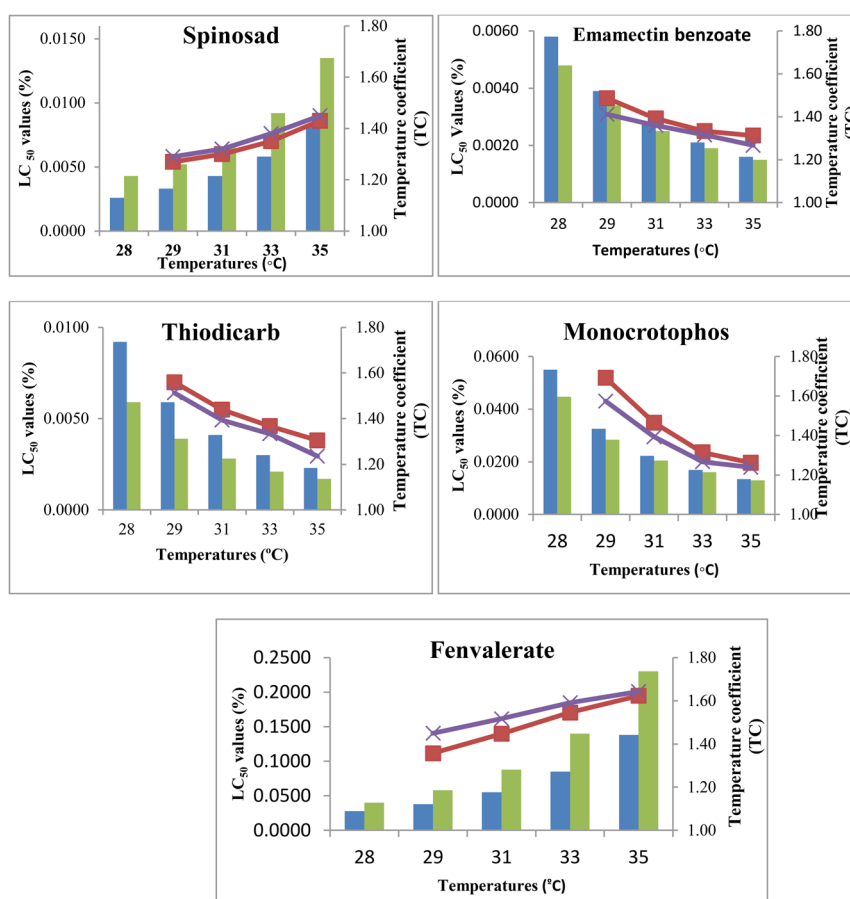 Spinosad
LC50 values (%)
0.0150
0.0100
0.0050
0.0000
1.80
1.60
1.40
1.20
1.00
Temperature coefficient
(TC)
28 29 31 33 35
Temperatures (◦C)
Emamectin benzoate
LC50 values (%)
0.0060
0.0040
0.0020
0.0000
1.80
1.60
1.40
1.20
1.00
Temperature coefficient
(TC)
28 29 31 33 35
Temperatures (◦C)
Thiodicarb
LC50 values (%)
0.0100
0.0050
0.0000
1.80
1.60
1.40
1.20
1.00
Temperature coefficient
(TC)
28 29 31 33 35
Temperatures (ºC)
Monocrotophos
LC50 values (%)
0.0600
0.0400
0.0200
0.0000
1.80
1.60
1.40
1.20
1.00
Temperature coefficient
(TC)
28 29 31 33 35
Temperatures (◦C)
Fenvalerate
LC50 values (%)
0.2500
0.2000
0.1500
0.1000
0.0500
0.0000
1.80
1.60
1.40
1.20
1.00
Temperature coefficient
(TC)
28 29 31 33 35
Temperatures (ºC)